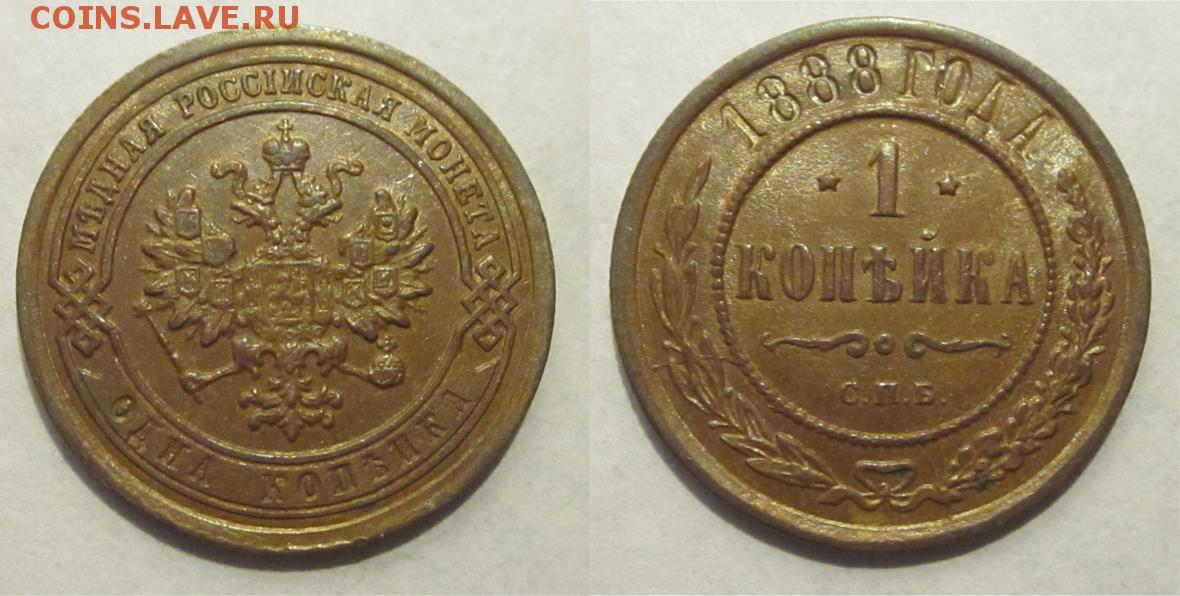 COINS.LAVE.RU
МѢДНАЯ РОССІЙСКАЯ МОНЕТА
ОДНА КОПѢЙКА
1888 ГОДА
1
КОПѢЙКА
С.П.Б.